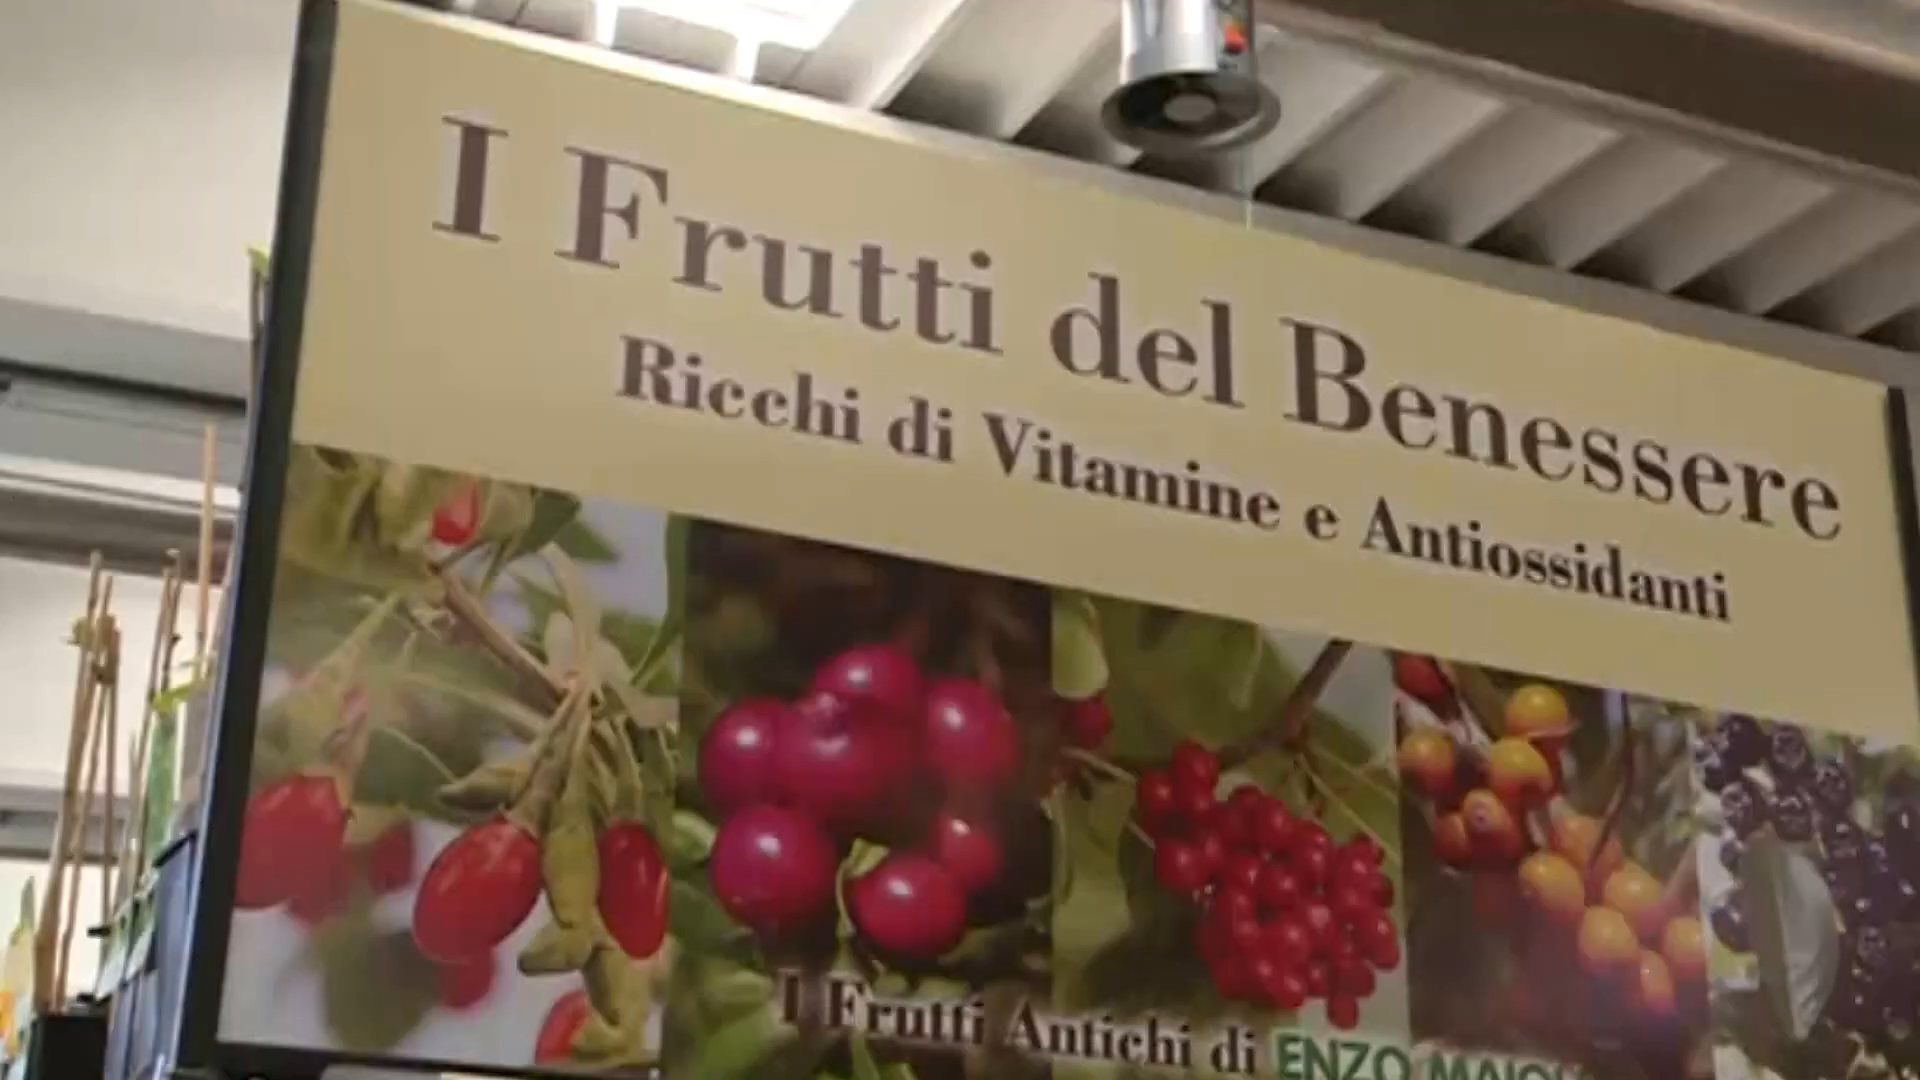 I Frutti del Benessere
Ricchi di Vitamine e Antiossidanti
I Frutti Antichi di ENZO